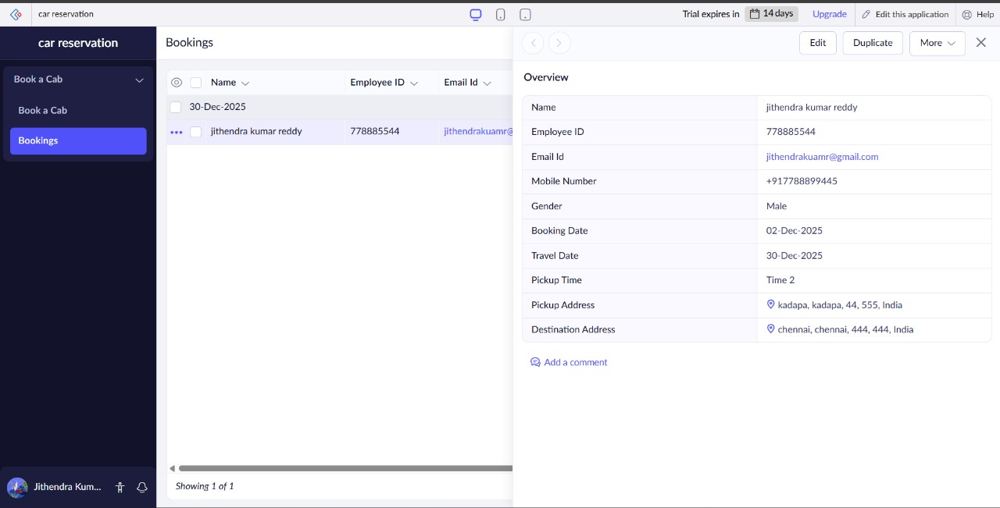 car reservation
Trial expires in 14 days Upgrade Edit this application Help
car reservation
Book a Cab
Book a Cab
Bookings
Jithendra Kum...
Bookings
Name Employee ID Email Id
30-Dec-2025
jithendra kumar reddy 778885544 jithendrakuamr@
Showing 1 of 1
Edit Duplicate More
Overview
Name jithendra kumar reddy
Employee ID 778885544
Email Id jithendrakuamr@gmail.com
Mobile Number +917788899445
Gender Male
Booking Date 02-Dec-2025
Travel Date 30-Dec-2025
Pickup Time Time 2
Pickup Address kadapa, kadapa, 44, 555, India
Destination Address chennai, chennai, 444, 444, India
Add a comment